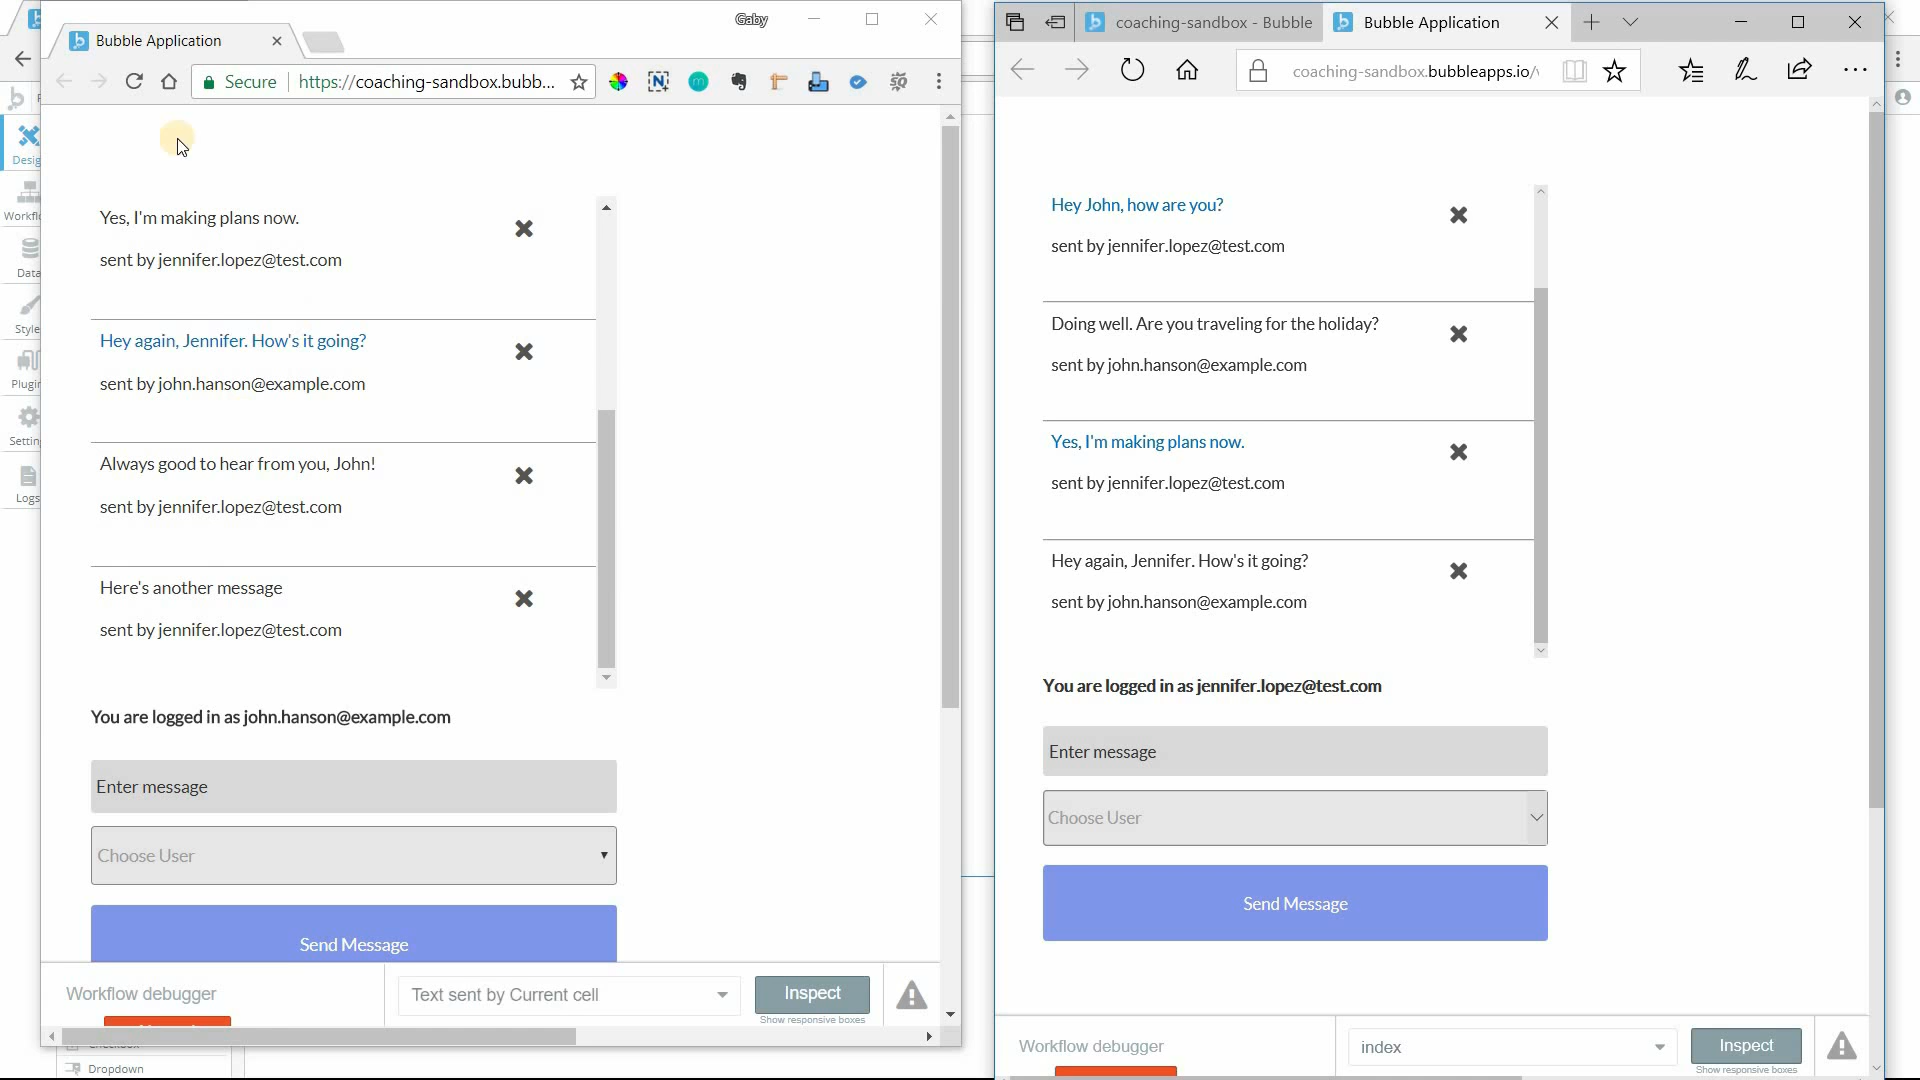 Bubble Application
Gaby
Secure
https://coaching-sandbox.bubb...
Yes, I'm making plans now.
sent by jennifer.lopez@test.com
Hey again, Jennifer. How's it going?
sent by john.hanson@example.com
Always good to hear from you, John!
sent by jennifer.lopez@test.com
Here's another message
sent by jennifer.lopez@test.com
You are logged in as john.hanson@example.com
Enter message
Choose User
Send Message
Workflow debugger
Text sent by Current cell
Inspect
Show responsive boxes
Dropdown
Desig
Workflo
Data
Style
Plugin
Settin
Logs
coaching-sandbox - Bubble
Bubble Application
coaching-sandbox.bubbleapps.io/
Hey John, how are you?
sent by jennifer.lopez@test.com
Doing well. Are you traveling for the holiday?
sent by john.hanson@example.com
Yes, I'm making plans now.
sent by jennifer.lopez@test.com
Hey again, Jennifer. How's it going?
sent by john.hanson@example.com
You are logged in as jennifer.lopez@test.com
Enter message
Choose User
Send Message
Workflow debugger
index
Inspect
Show responsive boxes